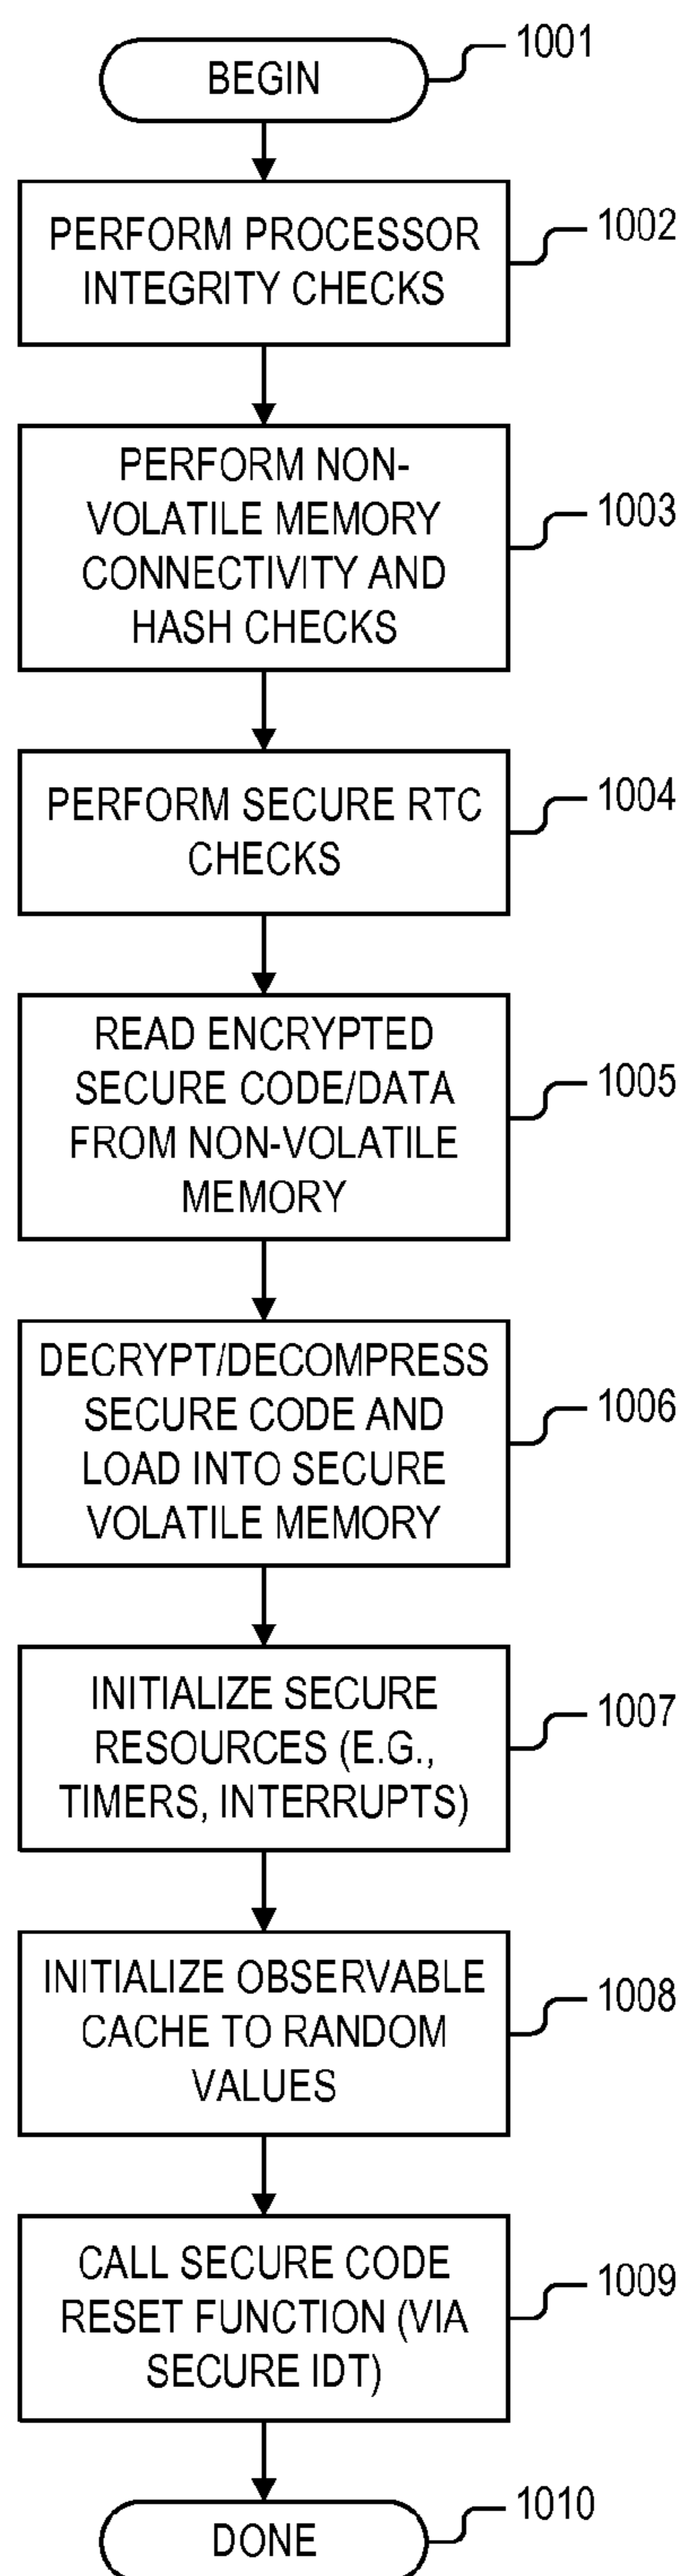 BEGIN
1001
PERFORM PROCESSOR
INTEGRITY CHECKS
1002
PERFORM NON-
VOLATILE MEMORY
CONNECTIVITY AND
HASH CHECKS
1003
PERFORM SECURE RTC
CHECKS
1004
READ ENCRYPTED
SECURE CODE/DATA
FROM NON-VOLATILE
MEMORY
1005
DECRYPT/DECOMPRESS
SECURE CODE AND
LOAD INTO SECURE
VOLATILE MEMORY
1006
INITIALIZE SECURE
RESOURCES (E.G.,
TIMERS, INTERRUPTS)
1007
INITIALIZE OBSERVABLE
CACHE TO RANDOM
VALUES
1008
CALL SECURE CODE
RESET FUNCTION (VIA
SECURE IDT)
1009
DONE
1010